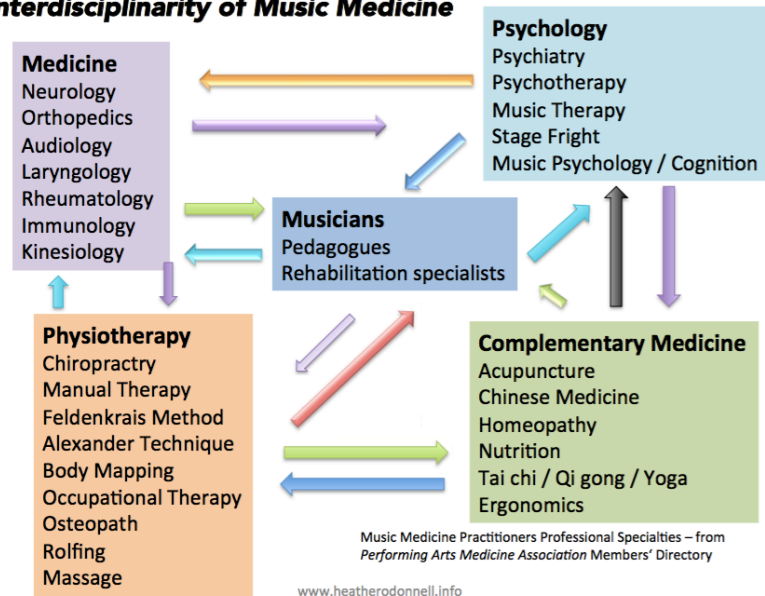 nterdisciplinarity of Music Medicine
Medicine
Neurology
Orthopedics
Audiology
Laryngology
Rheumatology
Immunology
Kinesiology
Psychology
Psychiatry
Psychotherapy
Music Therapy
Stage Fright
Music Psychology / Cognition
Musicians
Pedagogues
Rehabilitation specialists
Physiotherapy
Chiropractry
Manual Therapy
Feldenkrais Method
Alexander Technique
Body Mapping
Occupational Therapy
Osteopath
Rolfing
Massage
Complementary Medicine
Acupuncture
Chinese Medicine
Homeopathy
Nutrition
Tai chi / Qi gong / Yoga
Ergonomics
Music Medicine Practitioners Professional Specialties – from
Performing Arts Medicine Association Members‘ Directory
www.heatherodonnell.info